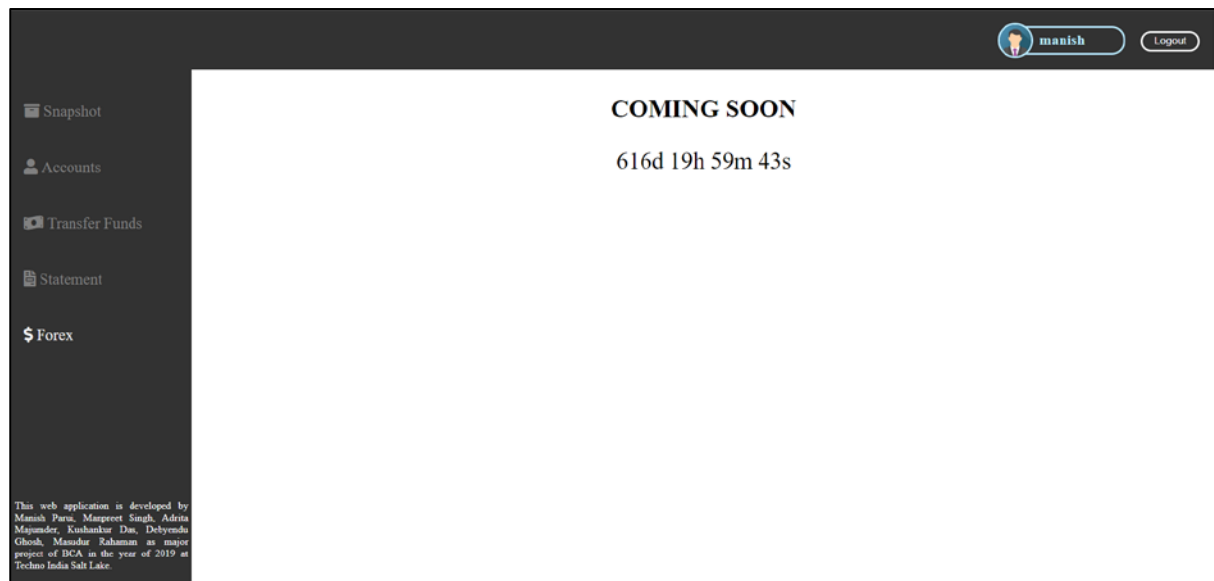 manish
Logout
Snapshot
Accounts
Transfer Funds
Statement
$ Forex
COMING SOON
616d 19h 59m 43s
This web application is developed by
Manish Parui, Manpreet Singh, Adrita
Majumder, Kushankur Das, Debyendu
Ghosh, Masudur Rahaman as major
project of BCA in the year of 2019 at
Techno India Salt Lake.